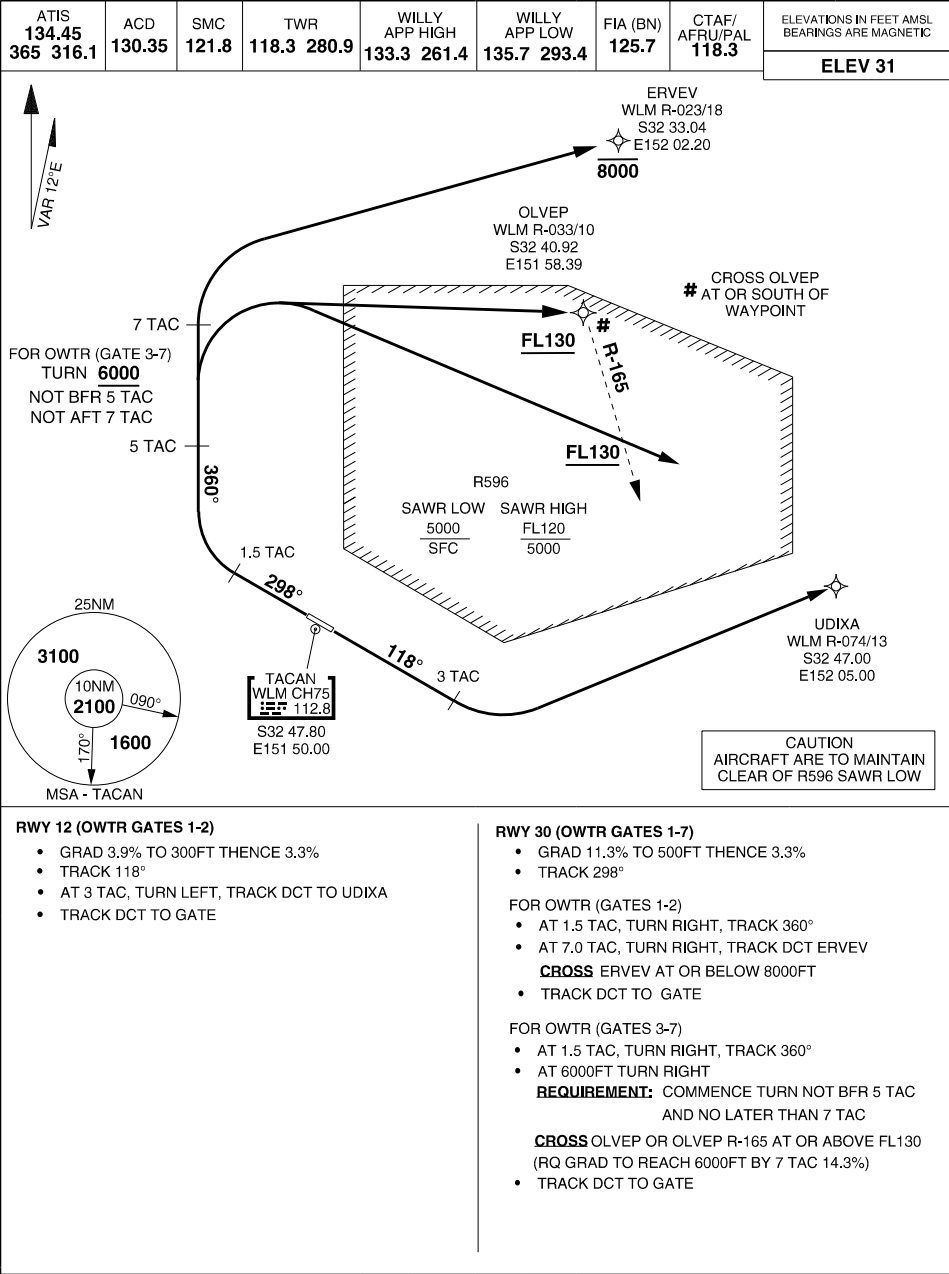 ATIS
134.45
365 316.1
ACD
130.35
SMC
121.8
TWR
118.3 280.9
WILLY
APP HIGH
133.3 261.4
WILLY
APP LOW
135.7 293.4
FIA (BN)
125.7
CTAF/
AFRU/PAL
118.3
ELEVATIONS IN FEET AMSL
BEARINGS ARE MAGNETIC
ELEV 31
VAR 12°E
ERVEV
WLM R-023/18
S32 33.04
E152 02.20
8000
OLVEP
WLM R-033/10
S32 40.92
E151 58.39
# CROSS OLVEP
AT OR SOUTH OF
WAYPOINT
7 TAC
FL130
#
R-165
FOR OWTR (GATE 3-7)
TURN 6000
NOT BFR 5 TAC
NOT AFT 7 TAC
5 TAC
360°
FL130
R596
SAWR LOW
5000
SFC
SAWR HIGH
FL120
5000
1.5 TAC
298°
118°
3 TAC
UDIXA
WLM R-074/13
S32 47.00
E152 05.00
25NM
3100
10NM
2100
090°
170°
1600
MSA - TACAN
TACAN
WLM CH75
112.8
S32 47.80
E151 50.00
CAUTION
AIRCRAFT ARE TO MAINTAIN
CLEAR OF R596 SAWR LOW
RWY 12 (OWTR GATES 1-2)
• GRAD 3.9% TO 300FT THENCE 3.3%
• TRACK 118°
• AT 3 TAC, TURN LEFT, TRACK DCT TO UDIXA
• TRACK DCT TO GATE
RWY 30 (OWTR GATES 1-7)
• GRAD 11.3% TO 500FT THENCE 3.3%
• TRACK 298°
FOR OWTR (GATES 1-2)
• AT 1.5 TAC, TURN RIGHT, TRACK 360°
• AT 7.0 TAC, TURN RIGHT, TRACK DCT ERVEV
CROSS ERVEV AT OR BELOW 8000FT
• TRACK DCT TO GATE
FOR OWTR (GATES 3-7)
• AT 1.5 TAC, TURN RIGHT, TRACK 360°
• AT 6000FT TURN RIGHT
REQUIREMENT: COMMENCE TURN NOT BFR 5 TAC
AND NO LATER THAN 7 TAC
CROSS OLVEP OR OLVEP R-165 AT OR ABOVE FL130
(RQ GRAD TO REACH 6000FT BY 7 TAC 14.3%)
• TRACK DCT TO GATE